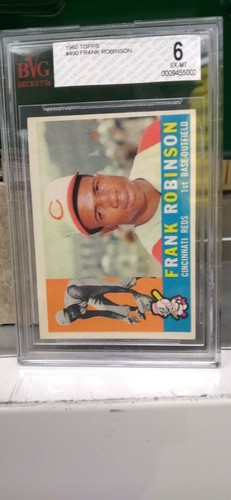 BVG
BECKETT
1960 TOPPS
#490 FRANK ROBINSON
6
EX-MT
0009455002
C
FRANK ROBINSON
CINCINNATI REDS 1st BASE-OUTFIELD